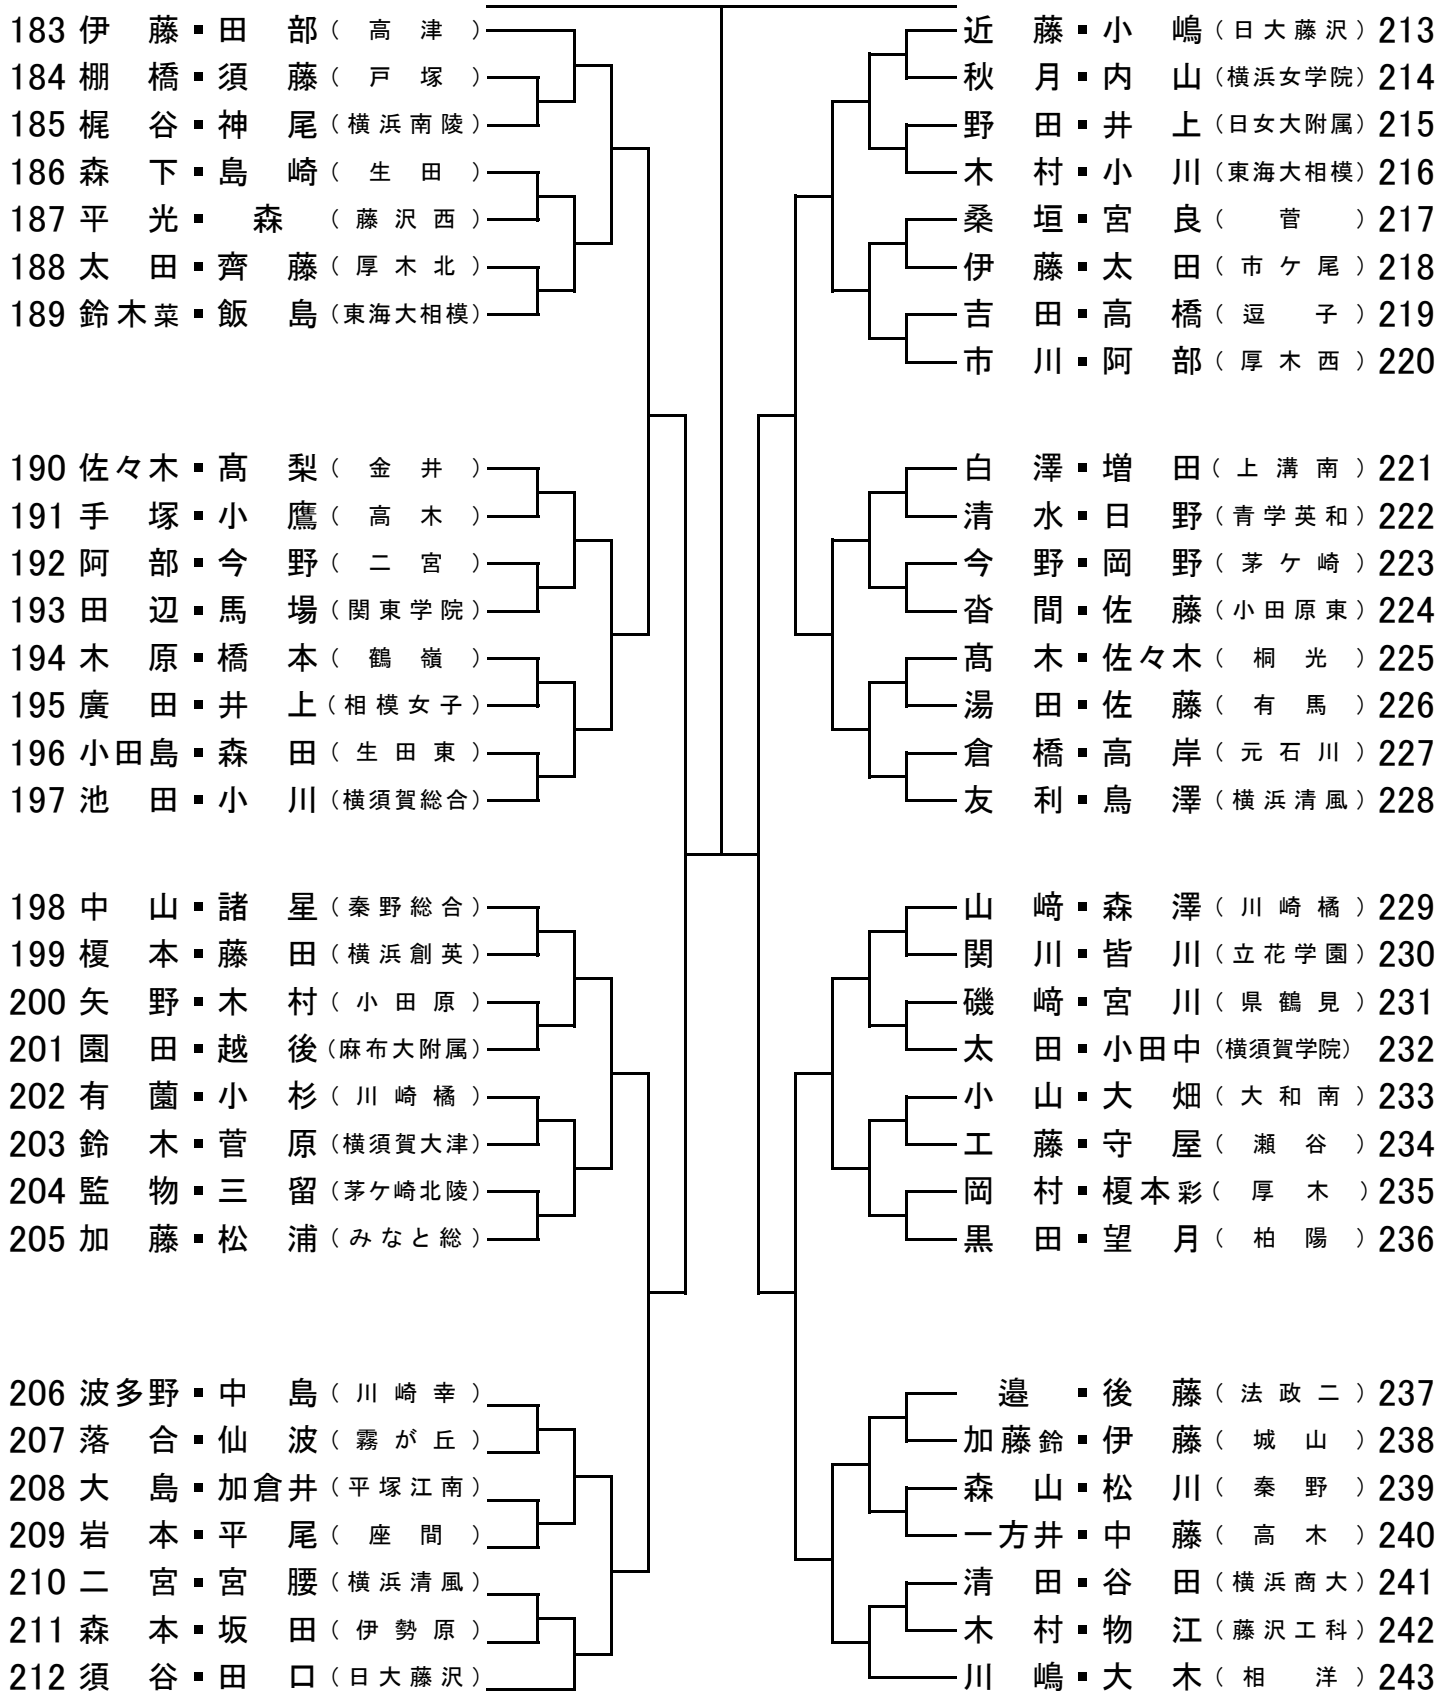 183 伊藤・田部（高津）
184 棚橋・須藤（戸塚）
185 梶谷・神尾（横浜南陵）
186 森下・島崎（生田）
187 平光・森（藤沢西）
188 太田・齊藤（厚木北）
189 鈴木菜・飯島（東海大相模）
190 佐々木・髙梨（金井）
191 手塚・小鷹（高木）
192 阿部・今野（二宮）
193 田辺・馬場（関東学院）
194 木原・橋本（鶴嶺）
195 廣田・井上（相模女子）
196 小田島・森田（生田東）
197 池田・小川（横須賀総合）
198 中山・諸星（秦野総合）
199 榎本・藤田（横浜創英）
200 矢野・木村（小田原）
201 園田・越後（麻布大附属）
202 有薗・小杉（川崎橘）
203 鈴木・菅原（横須賀大津）
204 監物・三留（茅ケ崎北陵）
205 加藤・松浦（みなと総）
206 波多野・中島（川崎幸）
207 落合・仙波（霧が丘）
208 大島・加倉井（平塚江南）
209 岩本・平尾（座間）
210 二宮・宮腰（横浜清風）
211 森本・坂田（伊勢原）
212 須谷・田口（日大藤沢）
近藤・小嶋（日大藤沢）213
秋月・内山（横浜女学院）214
野田・井上（日女大附属）215
木村・小川（東海大相模）216
桑垣・宮良（菅）217
伊藤・太田（市ケ尾）218
吉田・高橋（逗子）219
市川・阿部（厚木西）220
白澤・増田（上溝南）221
清水・日野（青学英和）222
今野・岡野（茅ケ崎）223
沓間・佐藤（小田原東）224
髙木・佐々木（桐光）225
湯田・佐藤（有馬）226
倉橋・高岸（元石川）227
友利・鳥澤（横浜清風）228
山﨑・森澤（川崎橘）229
関川・皆川（立花学園）230
磯﨑・宮川（県鶴見）231
太田・小田中（横須賀学院）232
小山・大畑（大和南）233
工藤・守屋（瀬谷）234
岡村・榎本彩（厚木）235
黒田・望月（柏陽）236
邉・後藤（法政二）237
加藤鈴・伊藤（城山）238
森山・松川（秦野）239
一方井・中藤（高木）240
清田・谷田（横浜商大）241
木村・物江（藤沢工科）242
川嶋・大木（相洋）243